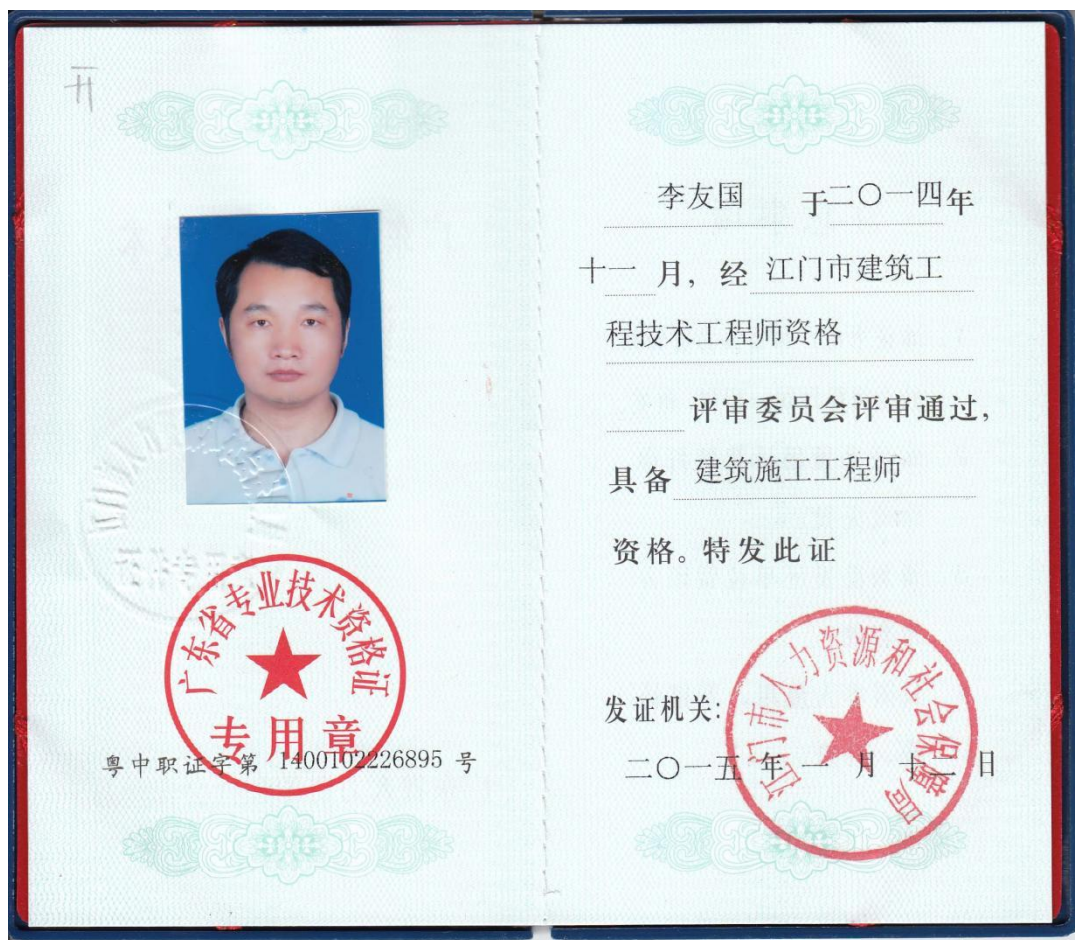 广东省专业技术资格证
专用章
粤中职证字第 1400102226895 号
李友国 于二〇一四年
十一月，经 江门市建筑工
程技术工程师资格
评审委员会评审通过，
具备 建筑施工工程师
资格。特发此证
江门市人力资源和社会保障局
发证机关：
二〇一五年一月十二日